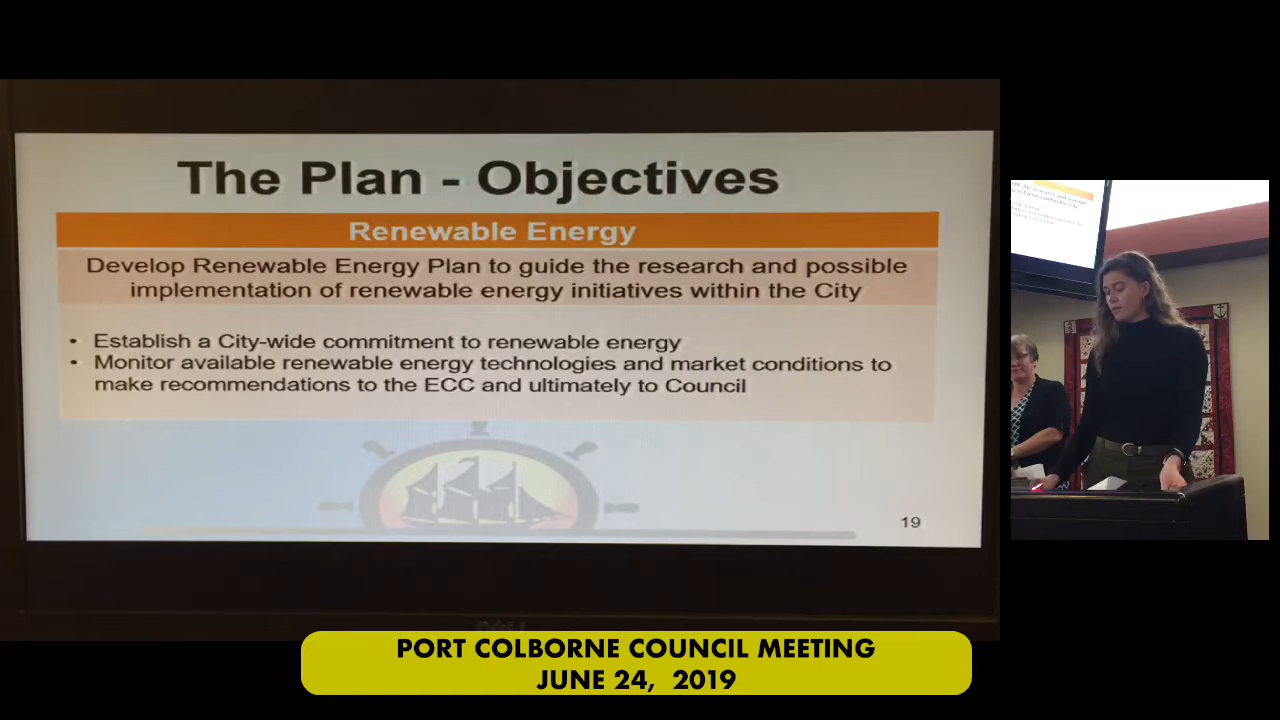 The Plan - Objectives
Renewable Energy
Develop Renewable Energy Plan to guide the research and possible
implementation of renewable energy initiatives within the City
• Establish a City-wide commitment to renewable energy
• Monitor available renewable energy technologies and market conditions to
make recommendations to the ECC and ultimately to Council
19
DELL
PORT COLBORNE COUNCIL MEETING
JUNE 24, 2019